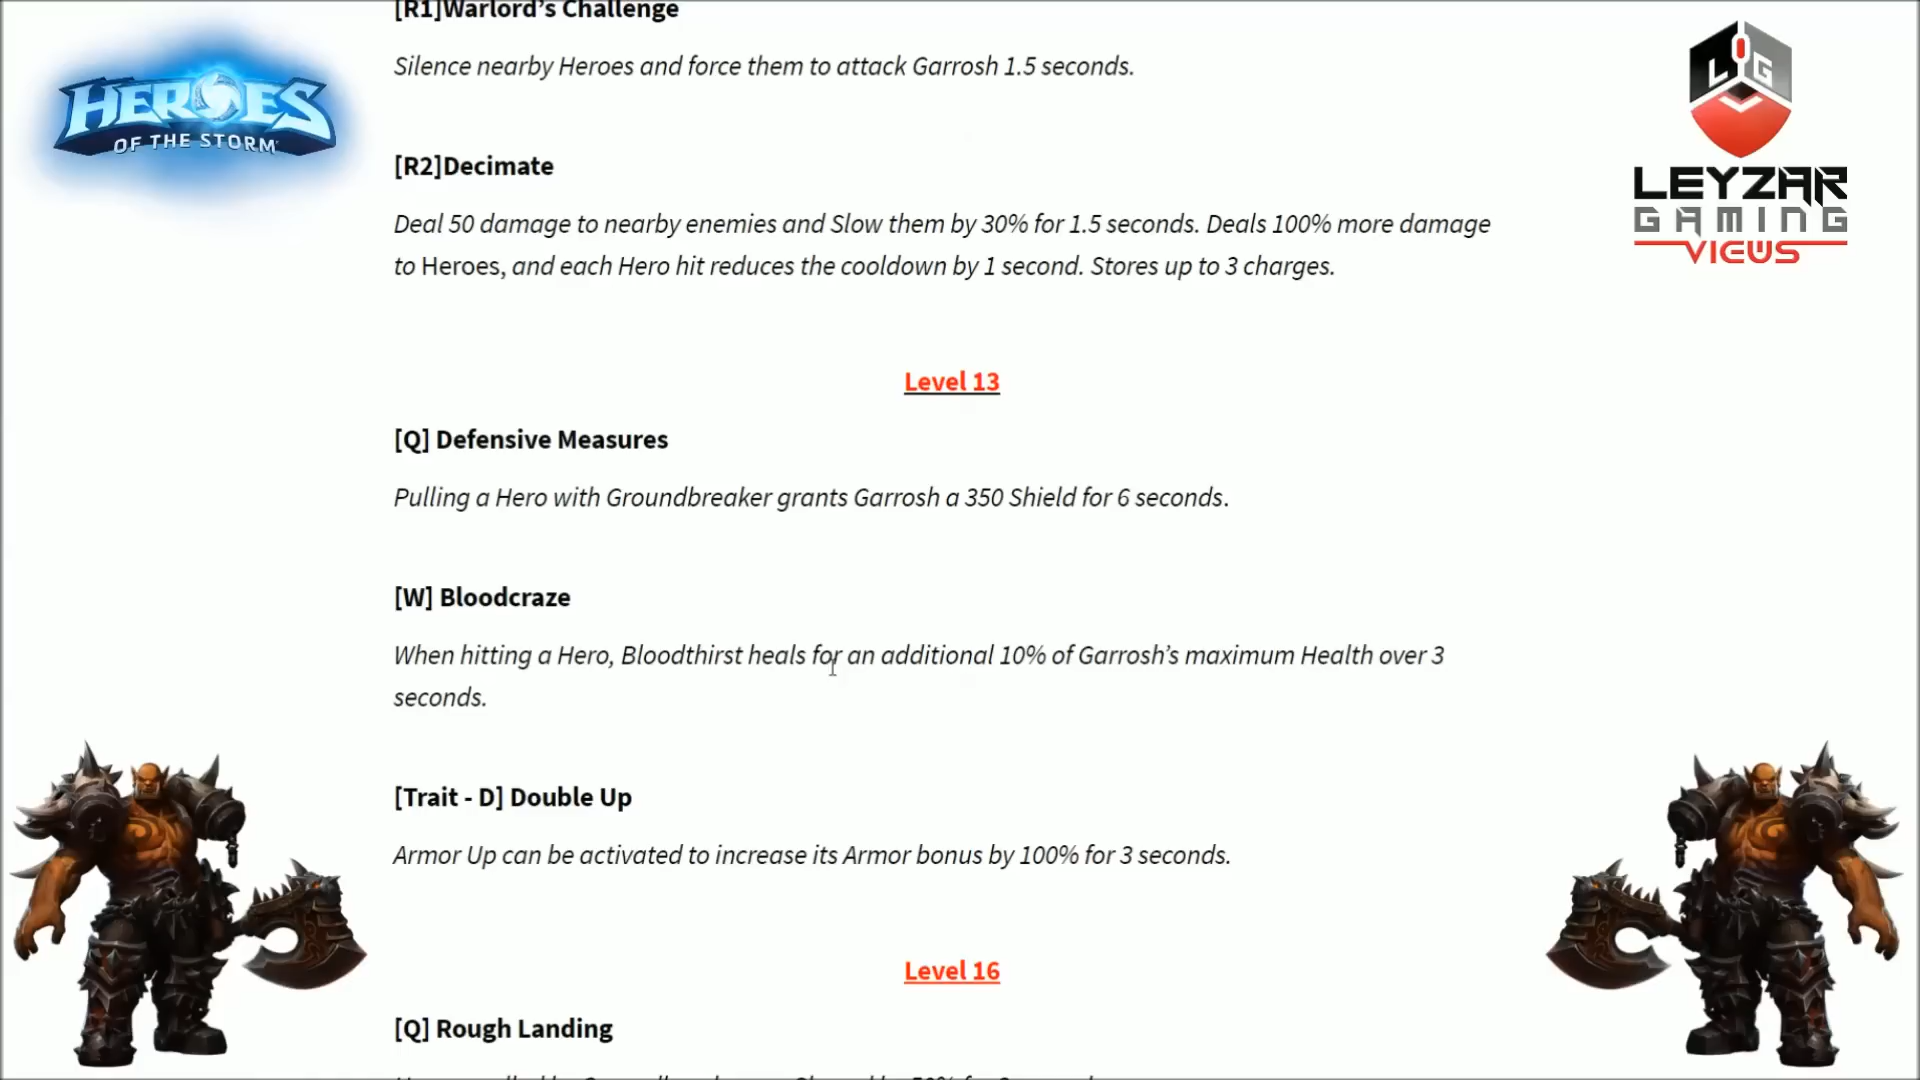 [R1]Warlord's Challenge
Silence nearby Heroes and force them to attack Garrosh 1.5 seconds.
HEROES
OF THE STORM
LG
LEYZAR
GAMING
VIEWS
[R2]Decimate
Deal 50 damage to nearby enemies and Slow them by 30% for 1.5 seconds. Deals 100% more damage
to Heroes, and each Hero hit reduces the cooldown by 1 second. Stores up to 3 charges.
Level 13
[Q] Defensive Measures
Pulling a Hero with Groundbreaker grants Garrosh a 350 Shield for 6 seconds.
[W] Bloodcraze
When hitting a Hero, Bloodthirst heals for an additional 10% of Garrosh's maximum Health over 3
seconds.
[Trait - D] Double Up
Armor Up can be activated to increase its Armor bonus by 100% for 3 seconds.
Level 16
[Q] Rough Landing